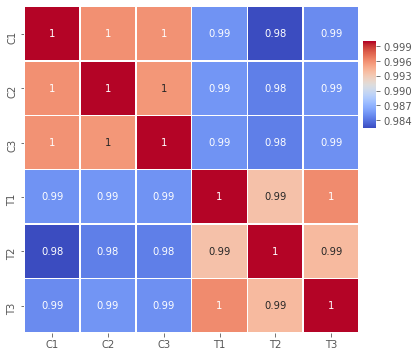 C1 1 1 1 0.99 0.98 0.99
C2 1 1 1 0.99 0.98 0.99
C3 1 1 1 0.99 0.98 0.99
T1 0.99 0.99 0.99 1 0.99 1
T2 0.98 0.98 0.98 0.99 1 0.99
T3 0.99 0.99 0.99 1 0.99 1
C1 C2 C3 T1 T2 T3
0.999
0.996
0.993
0.990
0.987
0.984